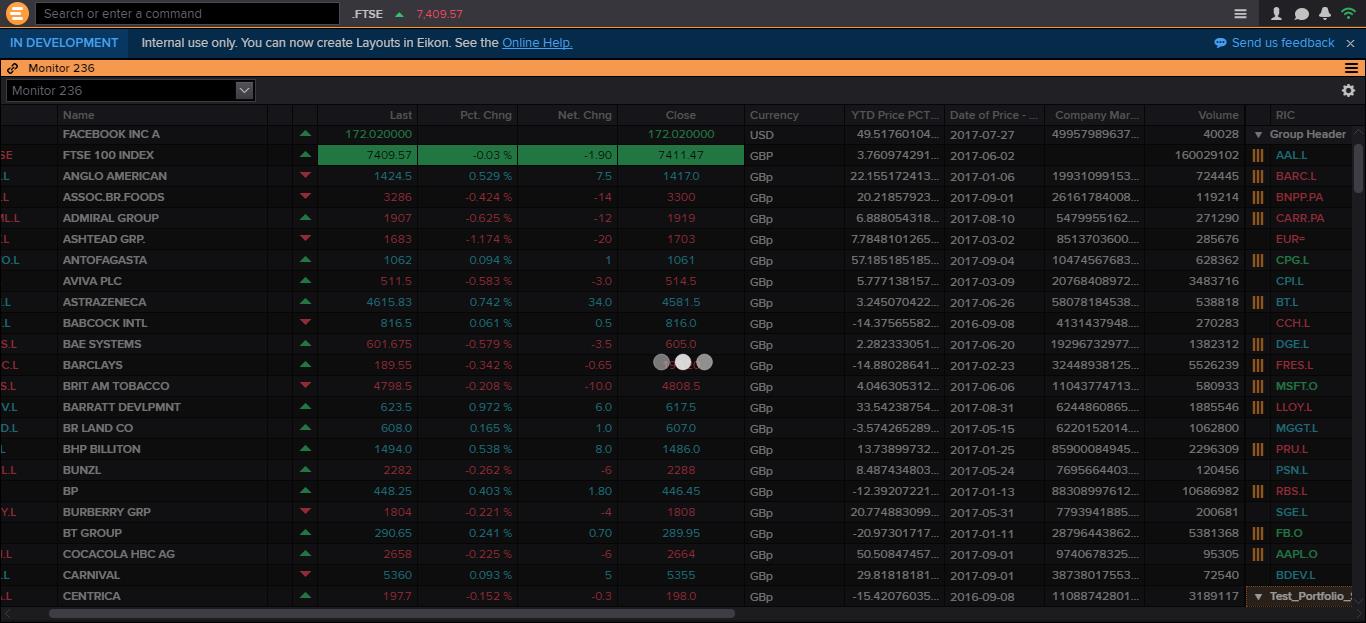 Search or enter a command .FTSE 7,409.57
IN DEVELOPMENT Internal use only. You can now create Layouts in Eikon. See the Online Help. Send us feedback
Monitor 236
Monitor 236
Name Last Pct. Chng Net. Chng Close Currency YTD Price PCT... Date of Price - ... Company Mar... Volume RIC
FACEBOOK INC A 172.020000 172.020000 USD 49.51760104... 2017-07-27 49957989637... 40028 Group Header
SE FTSE 100 INDEX 7409.57 -0.03 % -1.90 7411.47 GBP 3.760974291... 2017-06-02 160029102 AAL.L
.L ANGLO AMERICAN 1424.5 0.529 % 7.5 1417.0 GBp 22.155172413... 2017-01-06 19931099153... 724445 BARC.L
.L ASSOC.BR.FOODS 3286 -0.424 % -14 3300 GBp 20.21857923... 2017-09-01 26161784008... 119214 BNPP.PA
ML.L ADMIRAL GROUP 1907 -0.625 % -12 1919 GBp 6.888054318... 2017-08-10 5479955162.... 271290 CARR.PA
.L ASHTEAD GRP. 1683 -1.174 % -20 1703 GBp 7.7848101265... 2017-03-02 8513703600.... 285676 EUR=
O.L ANTOFAGASTA 1062 0.094 % 1 1061 GBp 57.185185185... 2017-09-04 10474567683... 628362 CPG.L
AVIVA PLC 511.5 -0.583 % -3.0 514.5 GBp 5.777138157... 2017-03-09 20768408972... 3483716 CPI.L
.L ASTRAZENECA 4615.83 0.742 % 34.0 4581.5 GBp 3.245070422... 2017-06-26 58078184538... 538818 BT.L
.L BABCOCK INTL 816.5 0.061 % 0.5 816.0 GBp -14.37565582... 2016-09-08 4131437948.... 270283 CCH.L
S.L BAE SYSTEMS 601.675 -0.579 % -3.5 605.0 GBp 2.282333051... 2017-06-20 19296732977... 1382312 DGE.L
C.L BARCLAYS 189.55 -0.342 % -0.65 GBp -14.88028641... 2017-02-23 32448938125... 5526239 FRES.L
S.L BRIT AM TOBACCO 4798.5 -0.208 % -10.0 4808.5 GBp 4.046305312... 2017-06-06 11043774713... 580933 MSFT.O
V.L BARRATT DEVLPMNT 623.5 0.972 % 6.0 617.5 GBp 33.54238754... 2017-08-31 6244860865.... 1885546 LLOY.L
D.L BR LAND CO 608.0 0.165 % 1.0 607.0 GBp -3.574265289... 2017-05-15 6220152014.... 1062800 MGGT.L
L BHP BILLITON 1494.0 0.538 % 8.0 1486.0 GBp 13.73899732... 2017-01-25 85900084945... 2296309 PRU.L
L.L BUNZL 2282 -0.262 % -6 2288 GBp 8.487434803... 2017-05-24 7695664403.... 120456 PSN.L
BP 448.25 0.403 % 1.80 446.45 GBp -12.39207221... 2017-01-13 88308997612... 10686982 RBS.L
Y.L BURBERRY GRP 1804 -0.221 % -4 1808 GBp 20.774883099... 2017-05-31 7793941885.... 200681 SGE.L
BT GROUP 290.65 0.241 % 0.70 289.95 GBp -20.97301717... 2017-01-11 28796443862... 5381368 FB.O
.L COCACOLA HBC AG 2658 -0.225 % -6 2664 GBp 50.50847457... 2017-09-01 9740678325.... 95305 AAPL.O
.L CARNIVAL 5360 0.093 % 5 5355 GBp 29.81818181... 2017-09-01 38738017553... 72540 BDEV.L
.L CENTRICA 197.7 -0.152 % -0.3 198.0 GBp -15.42076035... 2016-09-08 11088742801... 3189117 Test_Portfolio_